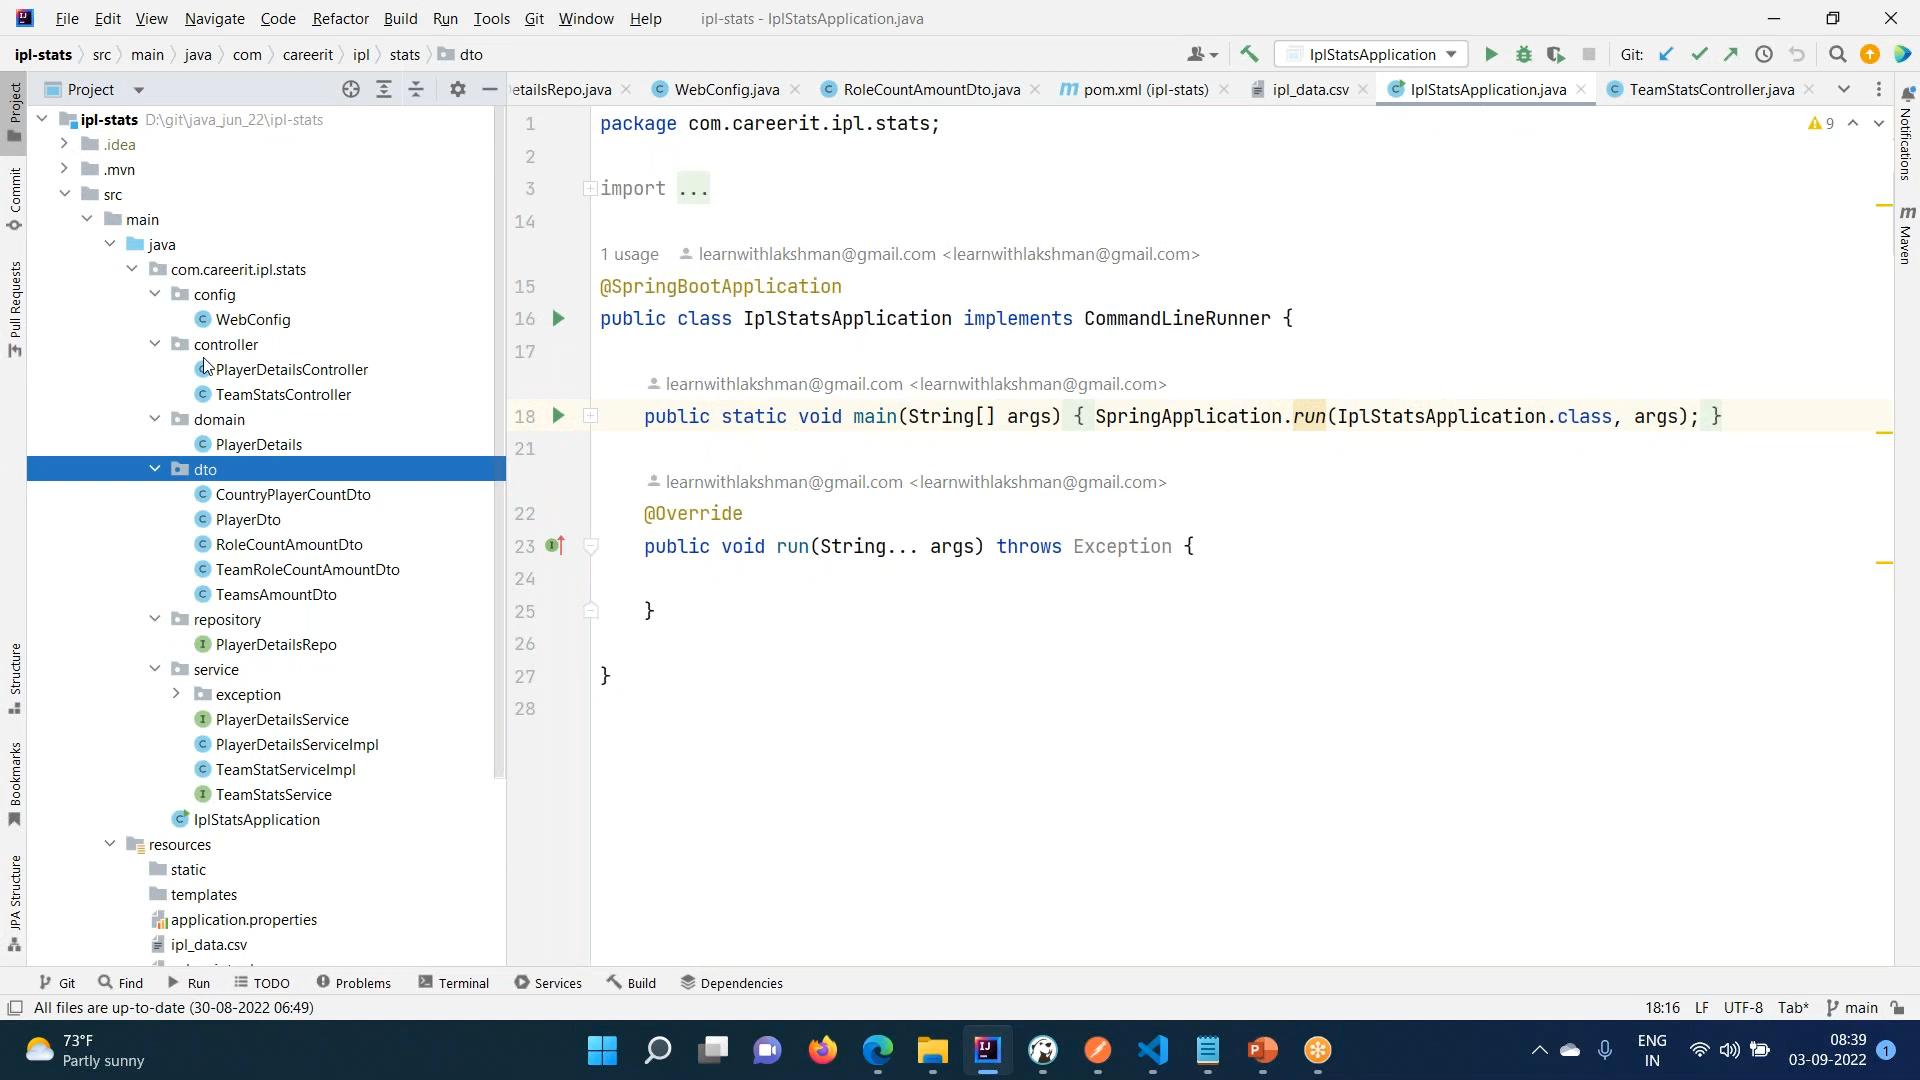 File Edit View Navigate Code Refactor Build Run Tools Git Window Help ipl-stats - IplStatsApplication.java
ipl-stats src main java com careerit ipl stats dto IplStatsApplication Git:
Project etailsRepo.java WebConfig.java RoleCountAmountDto.java pom.xml (ipl-stats) ipl_data.csv IplStatsApplication.java TeamStatsController.java
ipl-stats D:\git\java_jun_22\ipl-stats
.idea
.mvn
src
main
java
com.careerit.ipl.stats
config
WebConfig
controller
PlayerDetailsController
TeamStatsController
domain
PlayerDetails
dto
CountryPlayerCountDto
PlayerDto
RoleCountAmountDto
TeamRoleCountAmountDto
TeamsAmountDto
repository
PlayerDetailsRepo
service
exception
PlayerDetailsService
PlayerDetailsServiceImpl
TeamStatServiceImpl
TeamStatsService
IplStatsApplication
resources
static
templates
application.properties
ipl_data.csv
1 package com.careerit.ipl.stats;
2
3 import ...
14
1 usage learnwithlakshman@gmail.com <learnwithlakshman@gmail.com>
15 @SpringBootApplication
16 public class IplStatsApplication implements CommandLineRunner {
17
learnwithlakshman@gmail.com <learnwithlakshman@gmail.com>
18 public static void main(String[] args) { SpringApplication.run(IplStatsApplication.class, args); }
21
learnwithlakshman@gmail.com <learnwithlakshman@gmail.com>
22 @Override
23 public void run(String... args) throws Exception {
24
25 }
26
27 }
28
9
Project
Commit
Pull Requests
Structure
Bookmarks
JPA Structure
Notifications
m
Maven
Git Find Run TODO Problems Terminal Services Build Dependencies
All files are up-to-date (30-08-2022 06:49) 18:16 LF UTF-8 Tab* main
73°F
Partly sunny
ENG
IN
08:39
03-09-2022
1